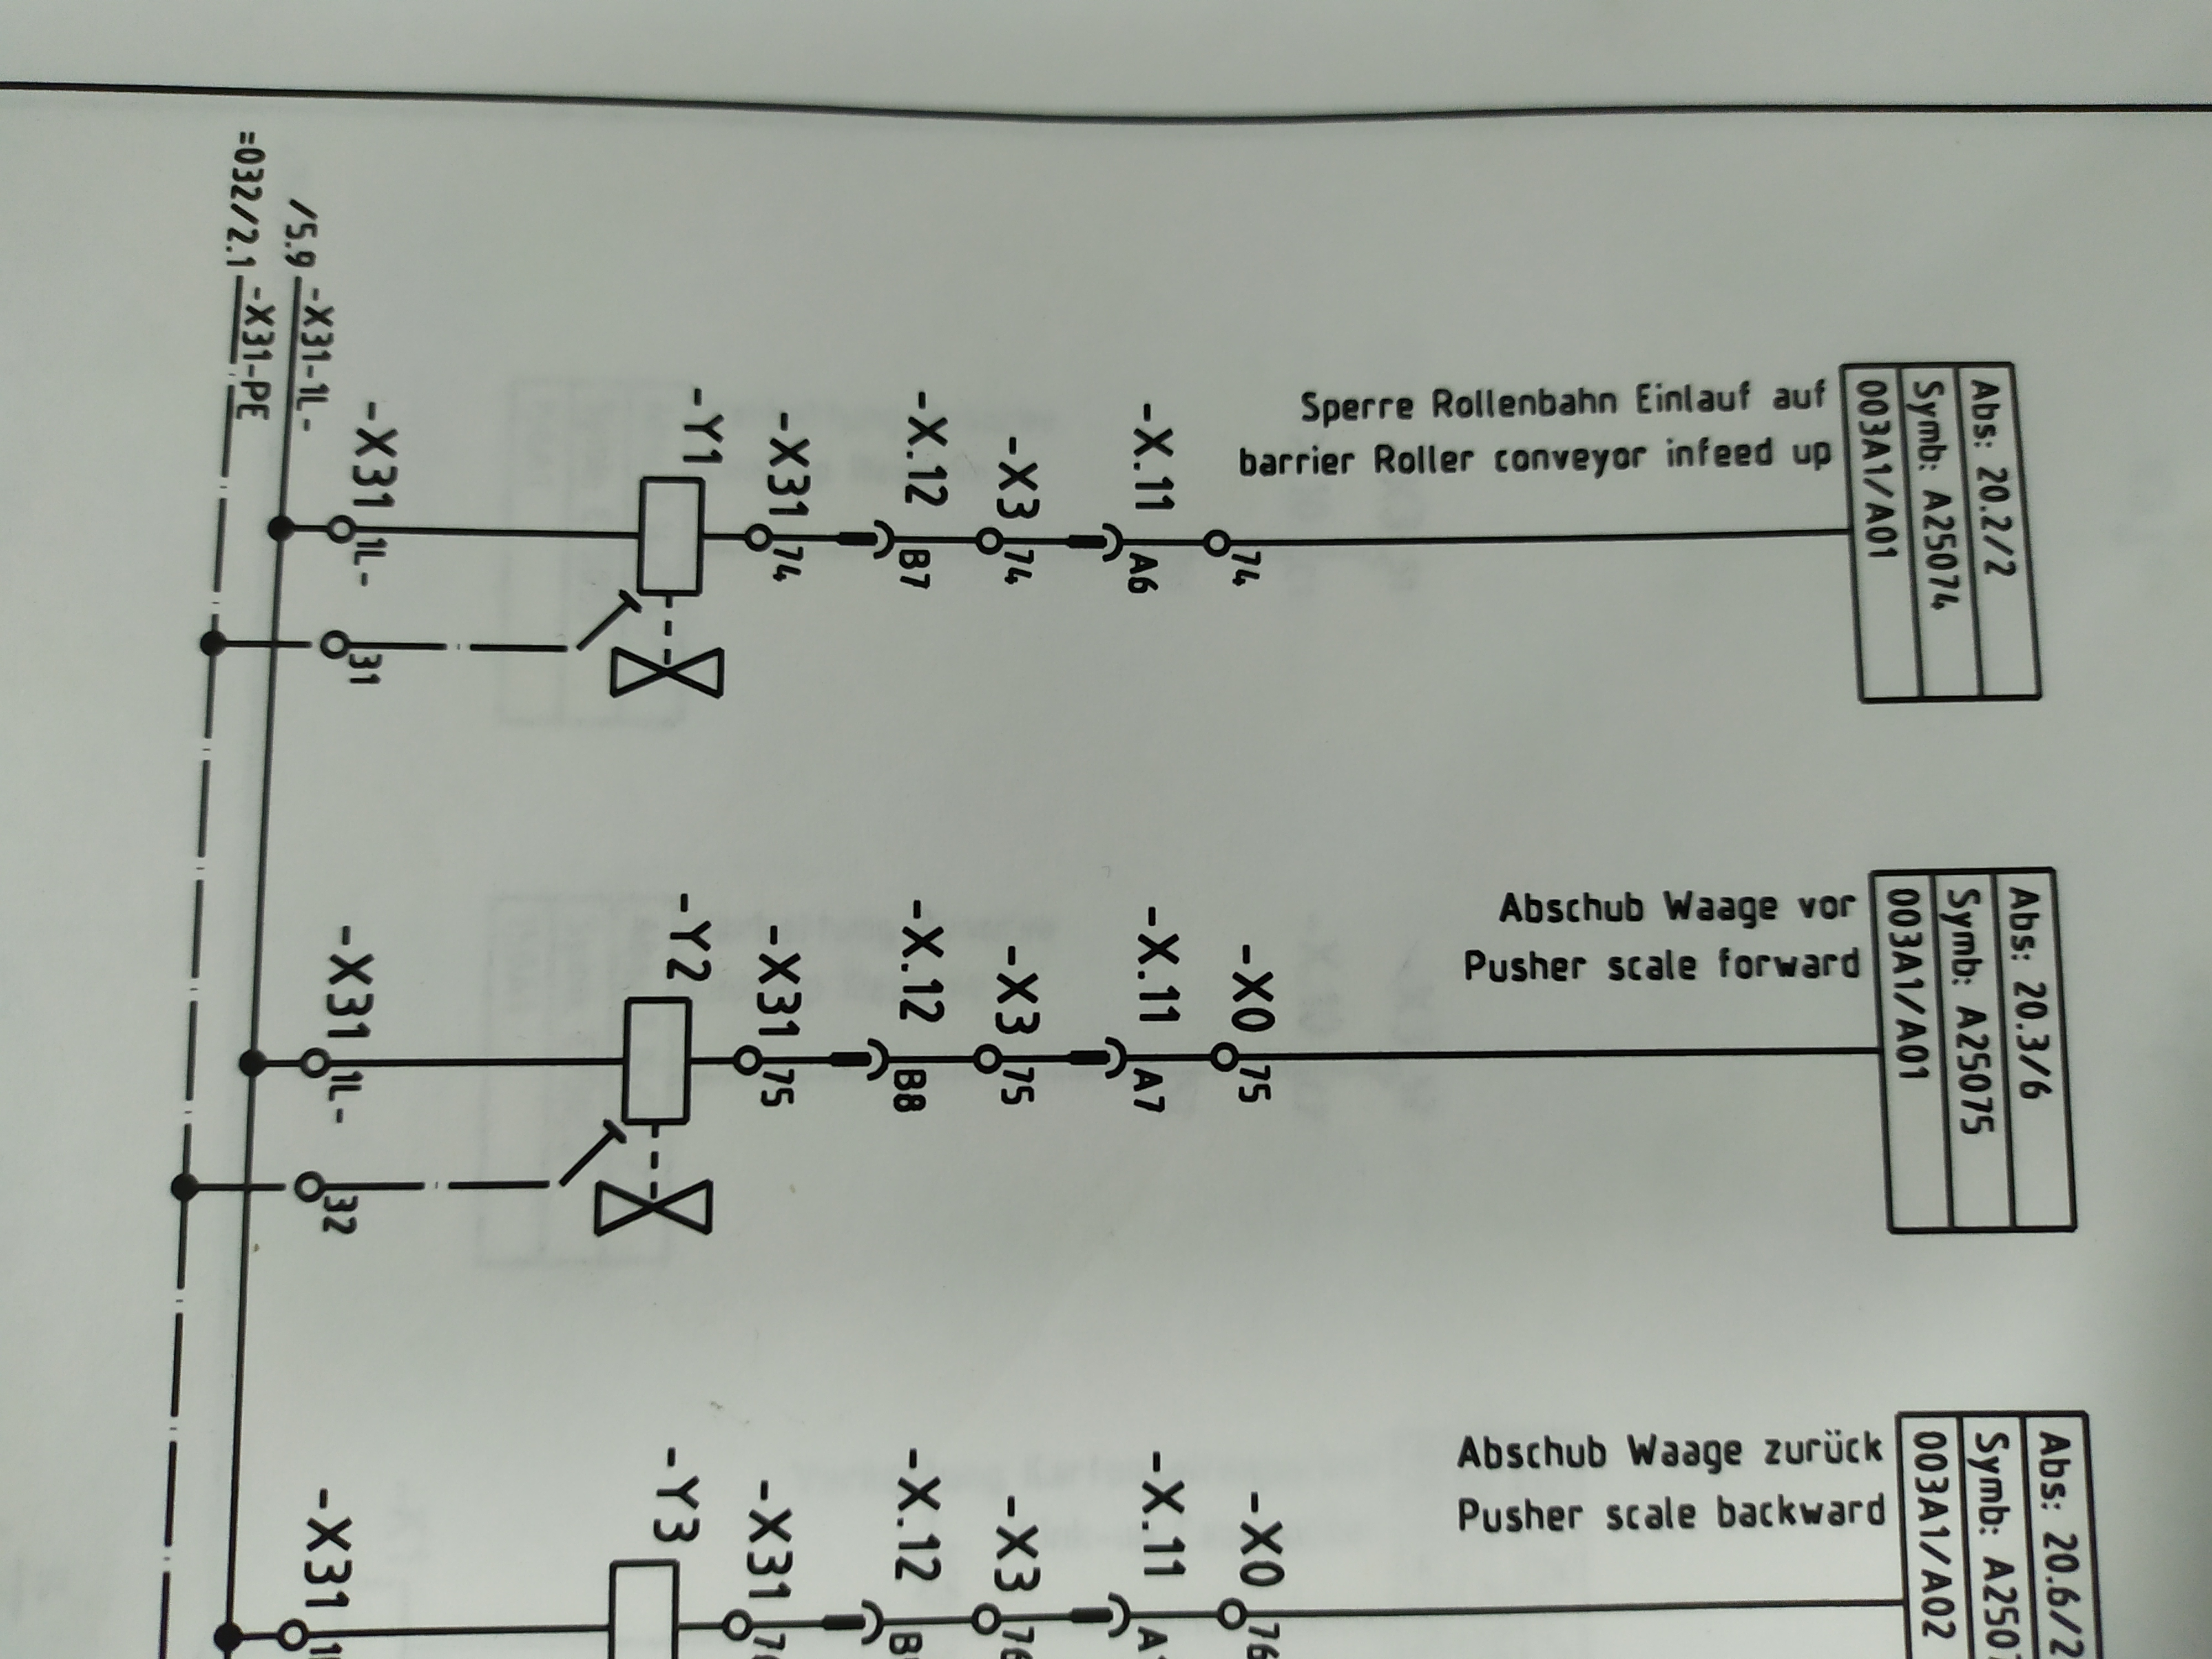 Abs: 20.2/2
Symb: A25074
003A1/A01
Sperre Rollenbahn Einlauf auf
barrier Roller conveyor infeed up
74
-X.11 A6
-X3 74
-X.12 B7
-X31 74
-Y1
-X31 1L- 31
/5.9 -X31-1L-
=032/2.1 -X31-PE
Abs: 20.3/6
Symb: A25075
003A1/A01
Abschub Waage vor
Pusher scale forward
-X0 75
-X.11 A7
-X3 75
-X.12 B8
-X31 75
-Y2
-X31 1L- 32
Abs: 20.6/2
Symb: A250
003A1/A02
Abschub Waage zurück
Pusher scale backward
-X0 76
-X.11 A
-X3 76
-X.12 B
-X31
-Y3
-X31